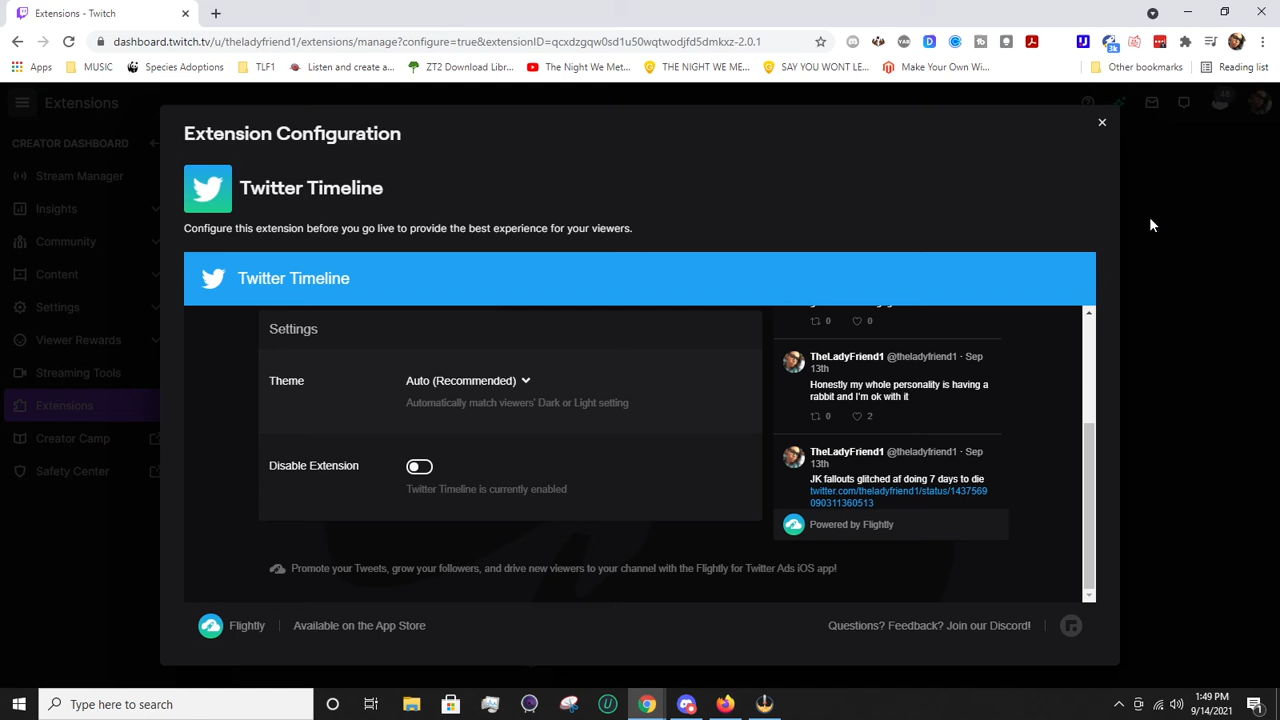 Extensions - Twitch
dashboard.twitch.tv/u/theladyfriend1/extensions/manage?configure=true&extensionID=qcxdzgqw0sd1u50wqtwodjfd5dmkxz-2.0.1
Apps MUSIC Species Adoptions TLF1 Listen and create a... ZT2 Download Libr... The Night We Met... THE NIGHT WE ME... SAY YOU WONT LE... Make Your Own Wi... Other bookmarks Reading list
Extensions
48
CREATOR DASHBOARD
Stream Manager
Insights
Community
Content
Settings
Viewer Rewards
Streaming Tools
Extensions
Creator Camp
Safety Center
Extension Configuration
Twitter Timeline
Configure this extension before you go live to provide the best experience for your viewers.
Twitter Timeline
Settings
Theme
Auto (Recommended)
Automatically match viewers' Dark or Light setting
Disable Extension
Twitter Timeline is currently enabled
0 0
TheLadyFriend1 @theladyfriend1 · Sep
13th
Honestly my whole personality is having a
rabbit and I'm ok with it
0 2
TheLadyFriend1 @theladyfriend1 · Sep
13th
JK fallouts glitched af doing 7 days to die
twitter.com/theladyfriend1/status/1437569
090311360513
Powered by Flightly
Promote your Tweets, grow your followers, and drive new viewers to your channel with the Flightly for Twitter Ads iOS app!
Flightly
Available on the App Store
Questions? Feedback? Join our Discord!
Type here to search
1:49 PM
9/14/2021